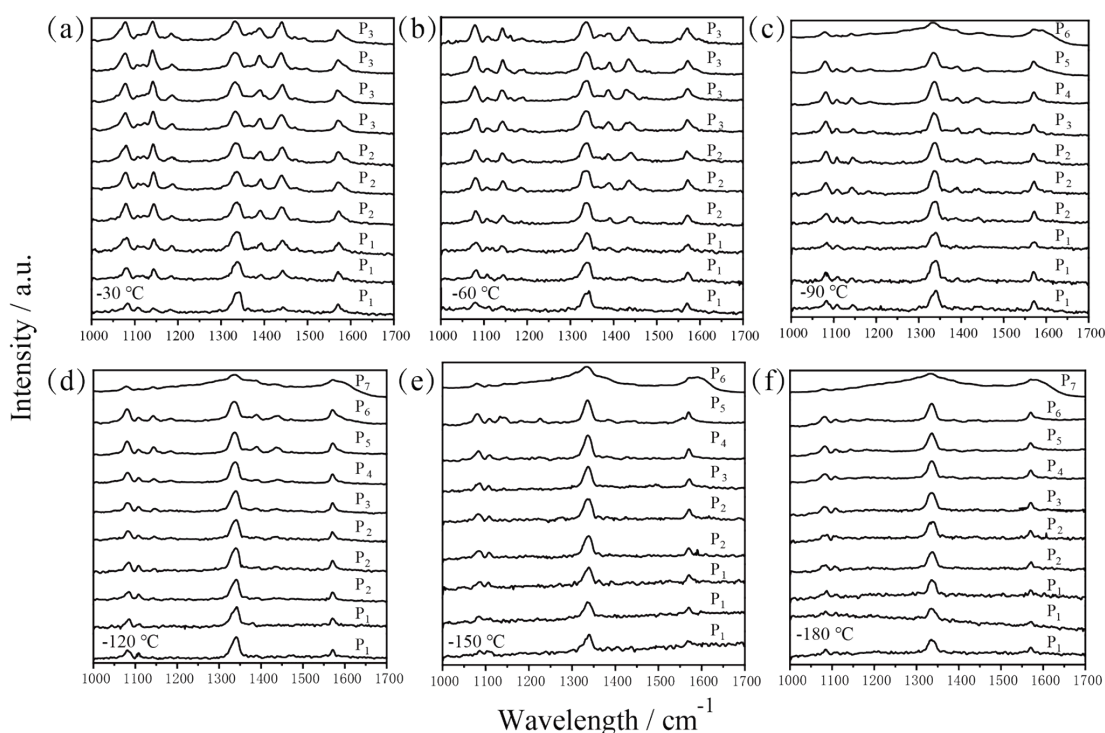 (a)
P3
P3
P3
P3
P2
P2
P2
P1
P1
P1
-30 ℃
1000 1100 1200 1300 1400 1500 1600 1700
(b)
P3
P3
P3
P3
P2
P2
P2
P1
P1
P1
-60 ℃
1000 1100 1200 1300 1400 1500 1600 1700
(c)
P6
P5
P4
P3
P2
P2
P2
P1
P1
P1
-90 ℃
1000 1100 1200 1300 1400 1500 1600 1700
Intensity / a.u.
(d)
P7
P6
P5
P4
P3
P2
P2
P2
P1
P1
-120 ℃
1000 1100 1200 1300 1400 1500 1600 1700
(e)
P6
P5
P4
P3
P2
P2
P1
P1
P1
-150 ℃
1000 1100 1200 1300 1400 1500 1600 1700
(f)
P7
P6
P5
P4
P3
P2
P2
P1
P1
P1
-180 ℃
1000 1100 1200 1300 1400 1500 1600 1700
Wavelength / cm-1